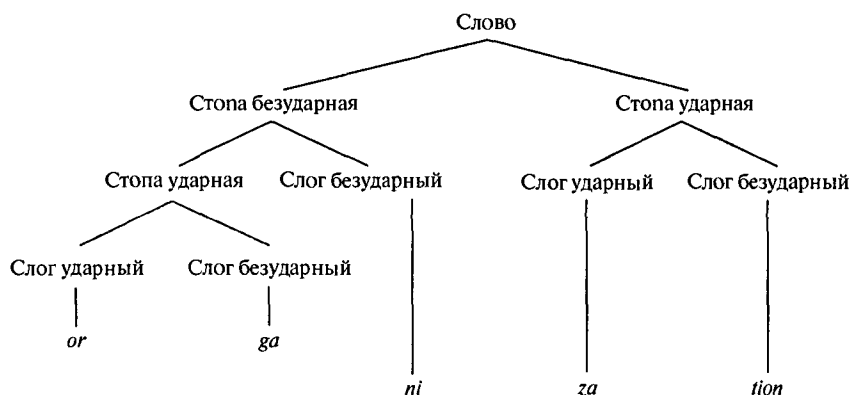 Слово
Стопа безударная Стопа ударная
Стопа ударная Слог безударный Слог ударный Слог безударный
Слог ударный Слог безударный
or ga
ni za tion